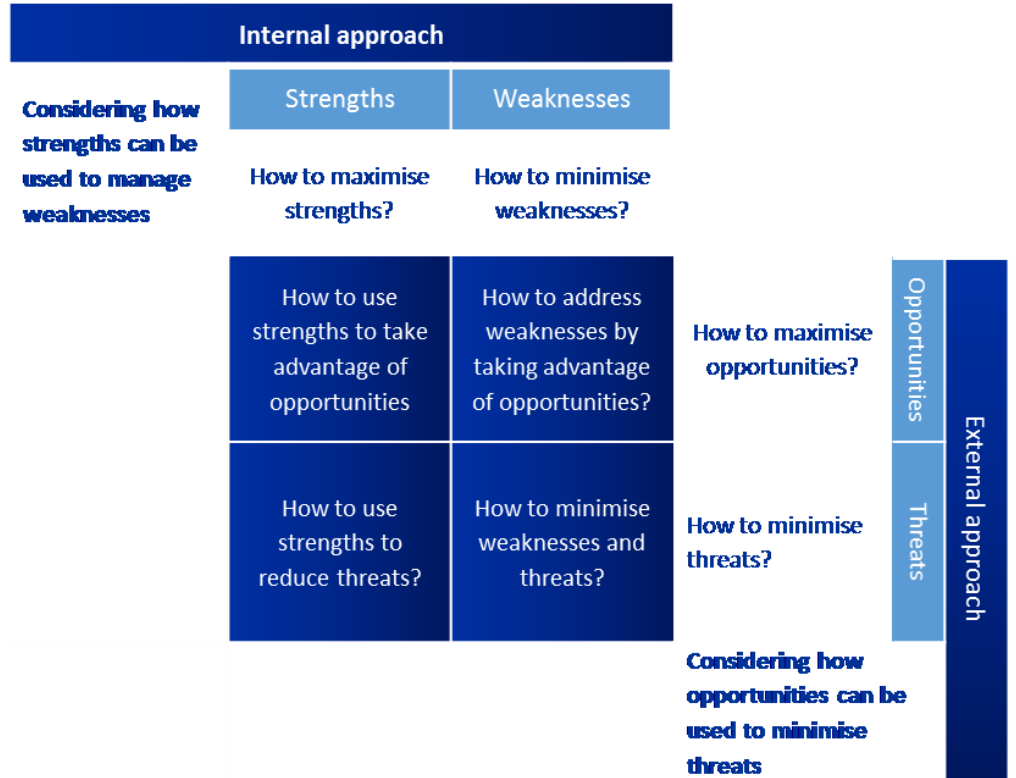 Internal approach
Considering how
strengths can be
used to manage
weaknesses
Strengths
Weaknesses
How to maximise
strengths?
How to minimise
weaknesses?
How to use
strengths to take
advantage of
opportunities
How to address
weaknesses by
taking advantage
of opportunities?
How to maximise
opportunities?
Opportunities
External approach
How to use
strengths to
reduce threats?
How to minimise
weaknesses and
threats?
How to minimise
threats?
Threats
Considering how
opportunities can be
used to minimise
threats